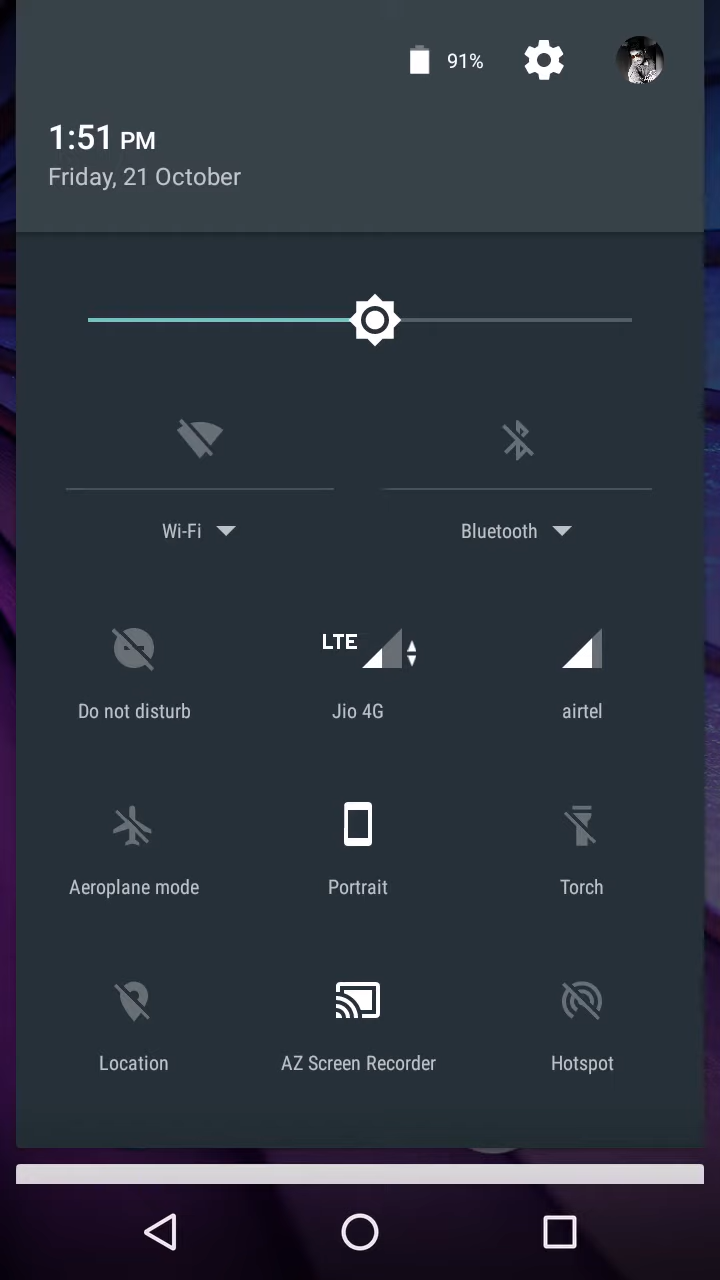 91%
1:51 PM
Friday, 21 October
Wi-Fi
Bluetooth
LTE
Do not disturb
Jio 4G
airtel
Aeroplane mode
Portrait
Torch
Location
AZ Screen Recorder
Hotspot